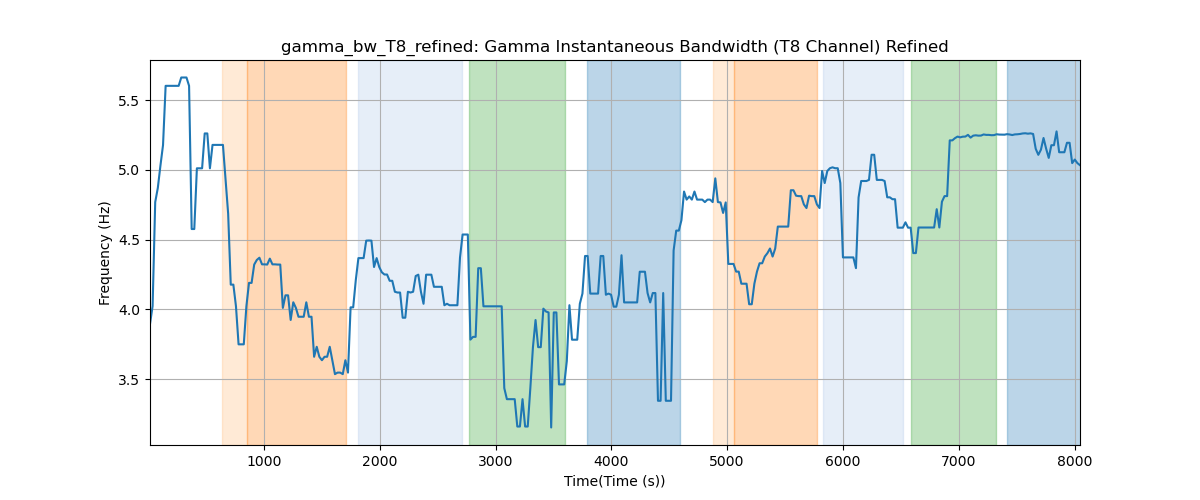 gamma_bw_T8_refined: Gamma Instantaneous Bandwidth (T8 Channel) Refined
Frequency (Hz)
5.5
5.0
4.5
4.0
3.5
1000 2000 3000 4000 5000 6000 7000 8000
Time(Time (s))